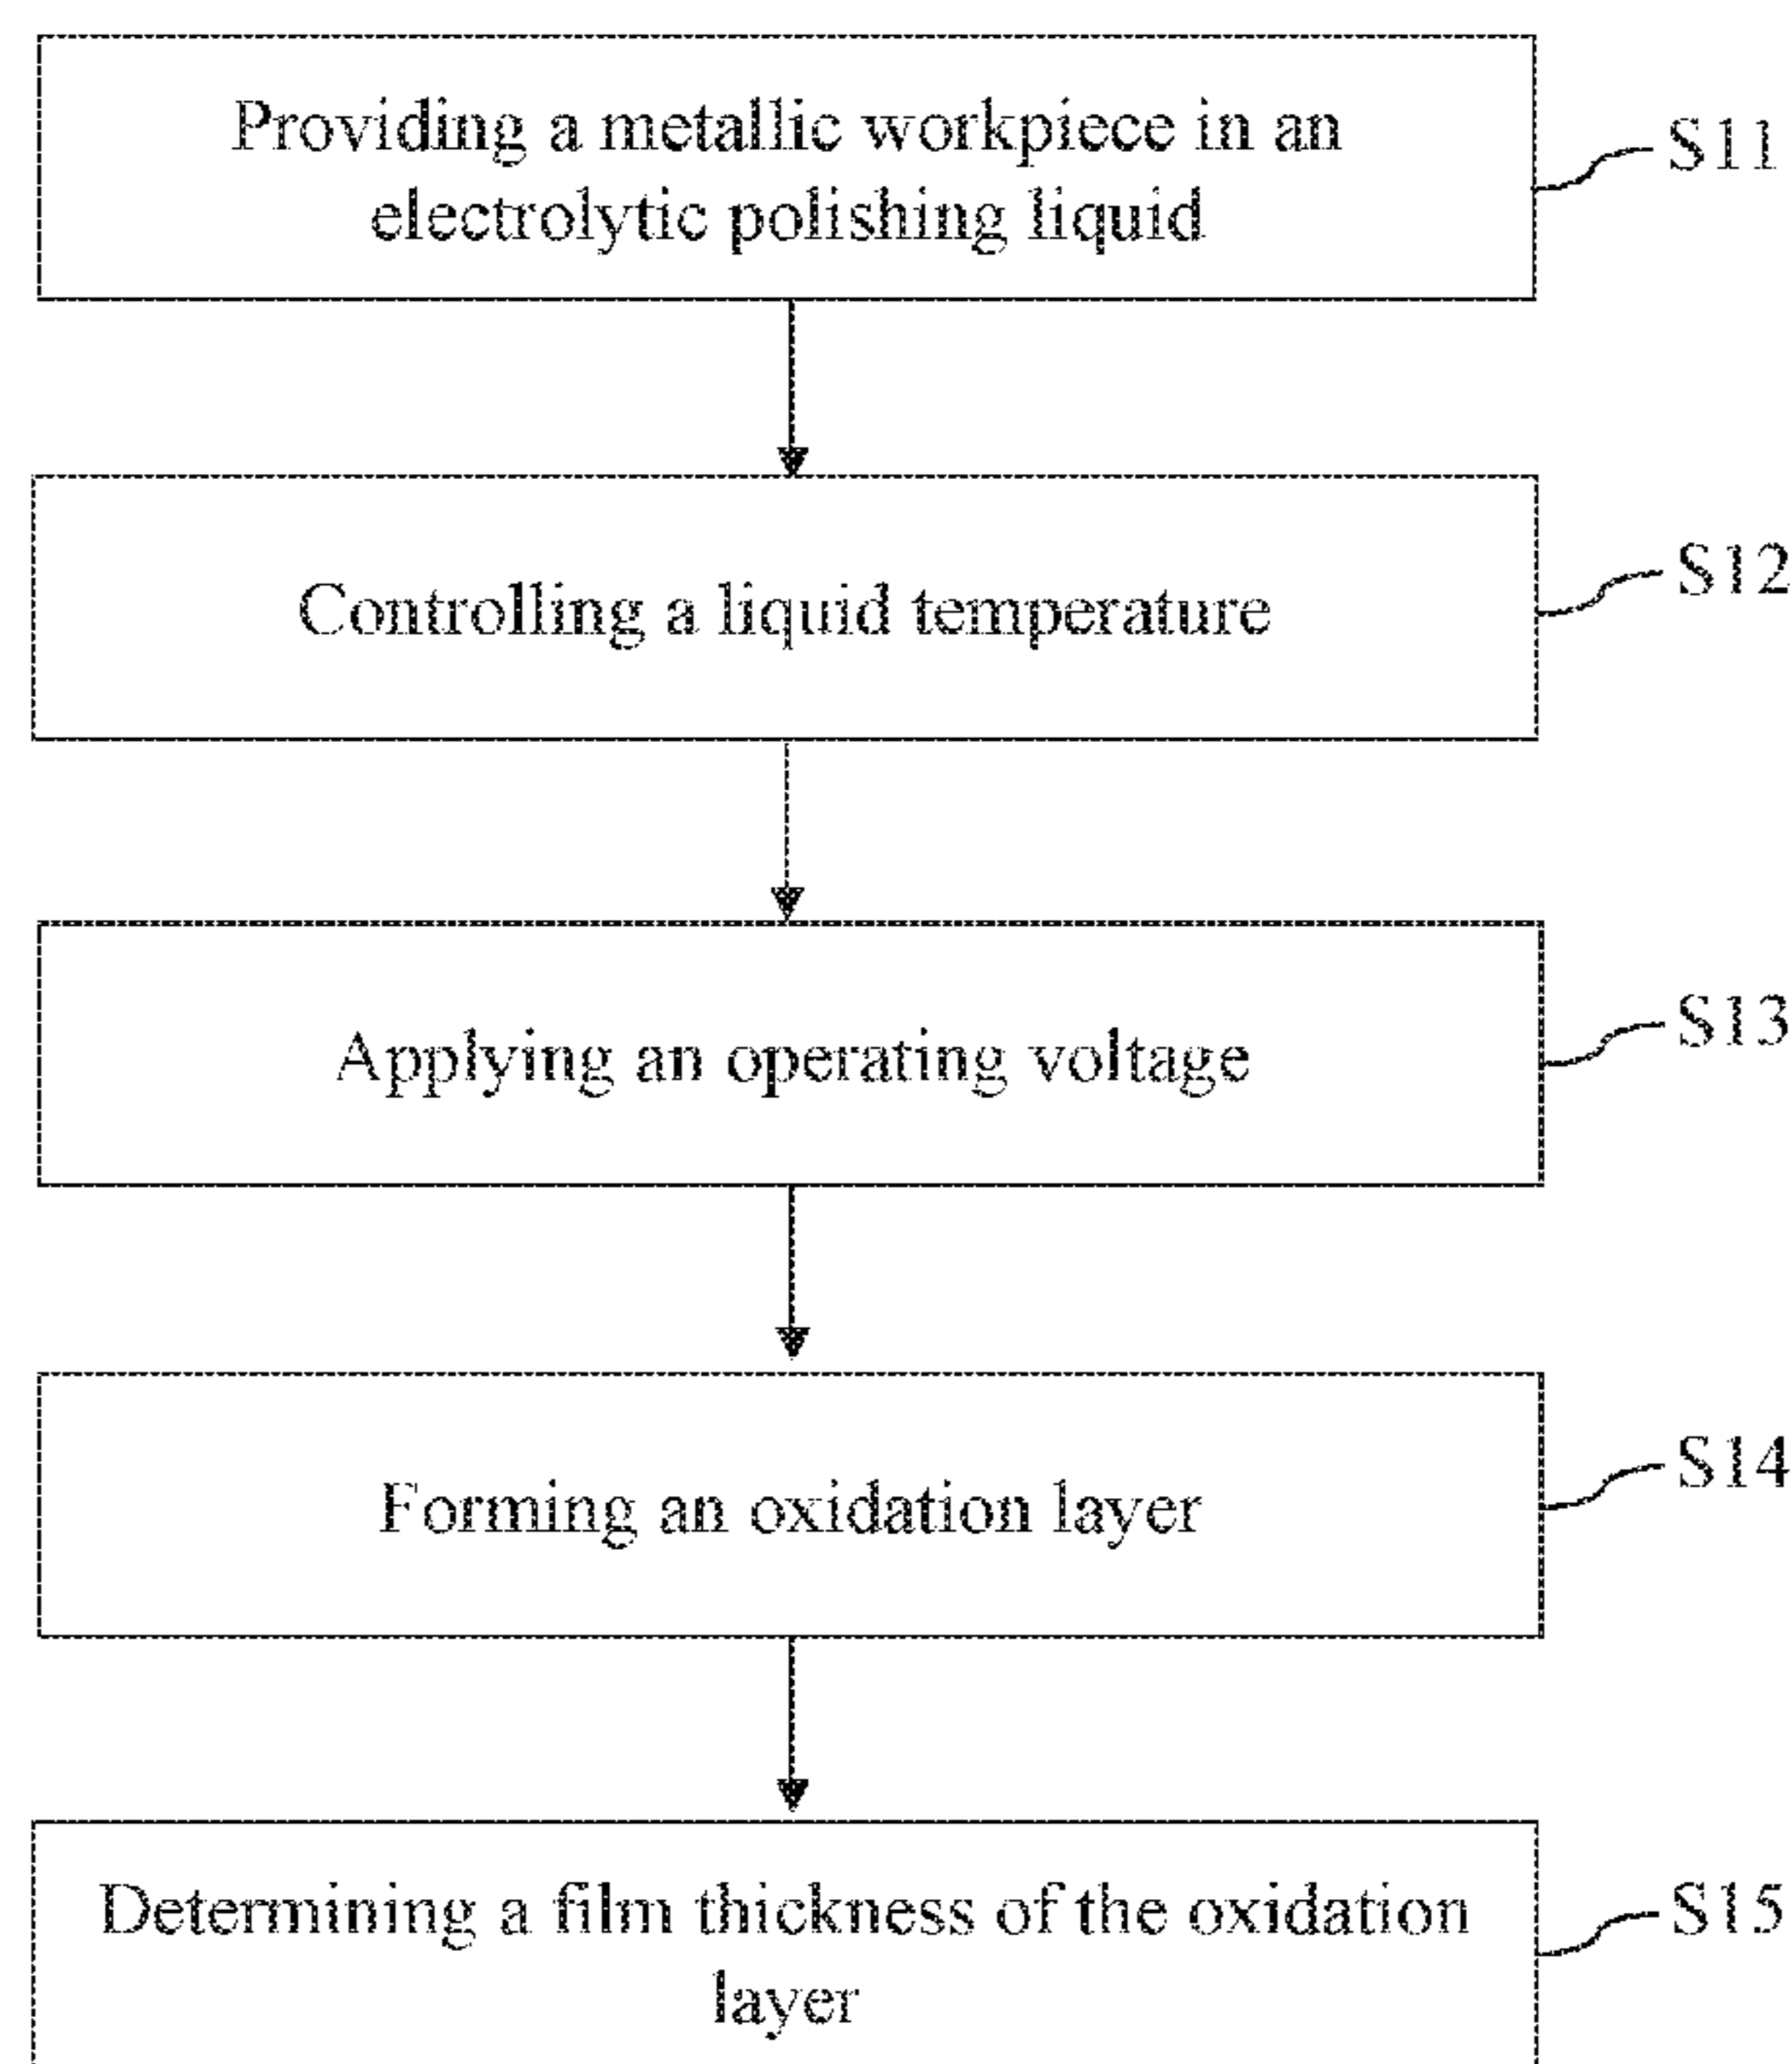 Providing a metallic workpiece in an
electrolytic polishing liquid
S11
Controlling a liquid temperature
S12
Applying an operating voltage
S13
Forming an oxidation layer
S14
Determining a film thickness of the oxidation
layer
S15